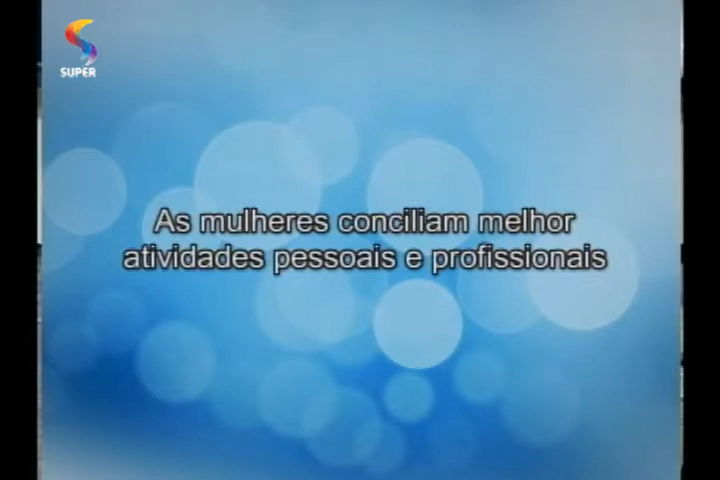 SUPER
As mulheres conciliam melhor
atividades pessoais e profissionais